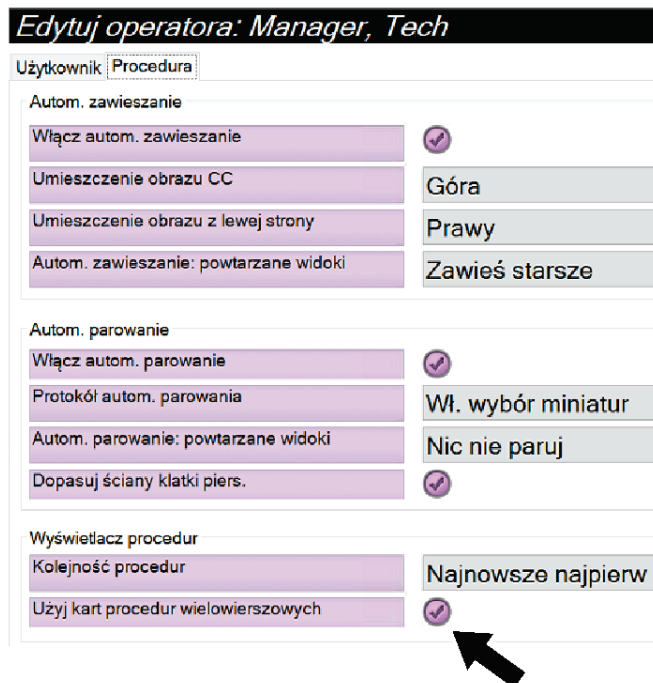 Edytuj operatora: Manager, Tech
Użytkownik Procedura
Autom. zawieszanie
Włącz autom. zawieszanie
Umieszczenie obrazu CC Góra
Umieszczenie obrazu z lewej strony Prawy
Autom. zawieszanie: powtarzane widoki Zawieś starsze
Autom. parowanie
Włącz autom. parowanie
Protokół autom. parowania Wł. wybór miniatur
Autom. parowanie: powtarzane widoki Nic nie paruj
Dopasuj ściany klatki piers.
Wyświetlacz procedur
Kolejność procedur Najnowsze najpierw
Użyj kart procedur wielowierszowych